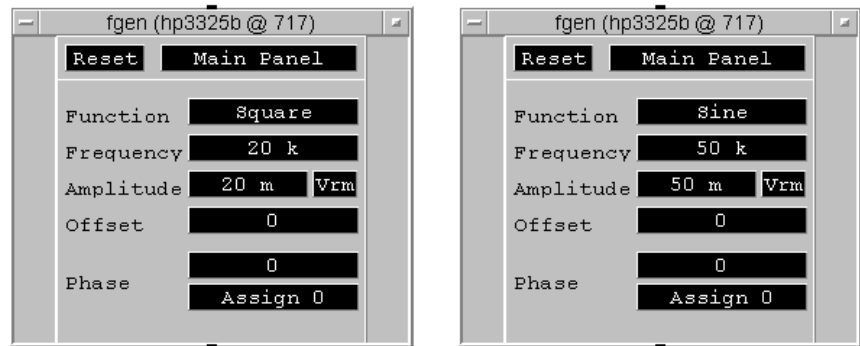 fgen (hp3325b @ 717)
Reset Main Panel
Function Square
Frequency 20 k
Amplitude 20 m Vrm
Offset 0
Phase 0
Assign 0
fgen (hp3325b @ 717)
Reset Main Panel
Function Sine
Frequency 50 k
Amplitude 50 m Vrm
Offset 0
Phase 0
Assign 0